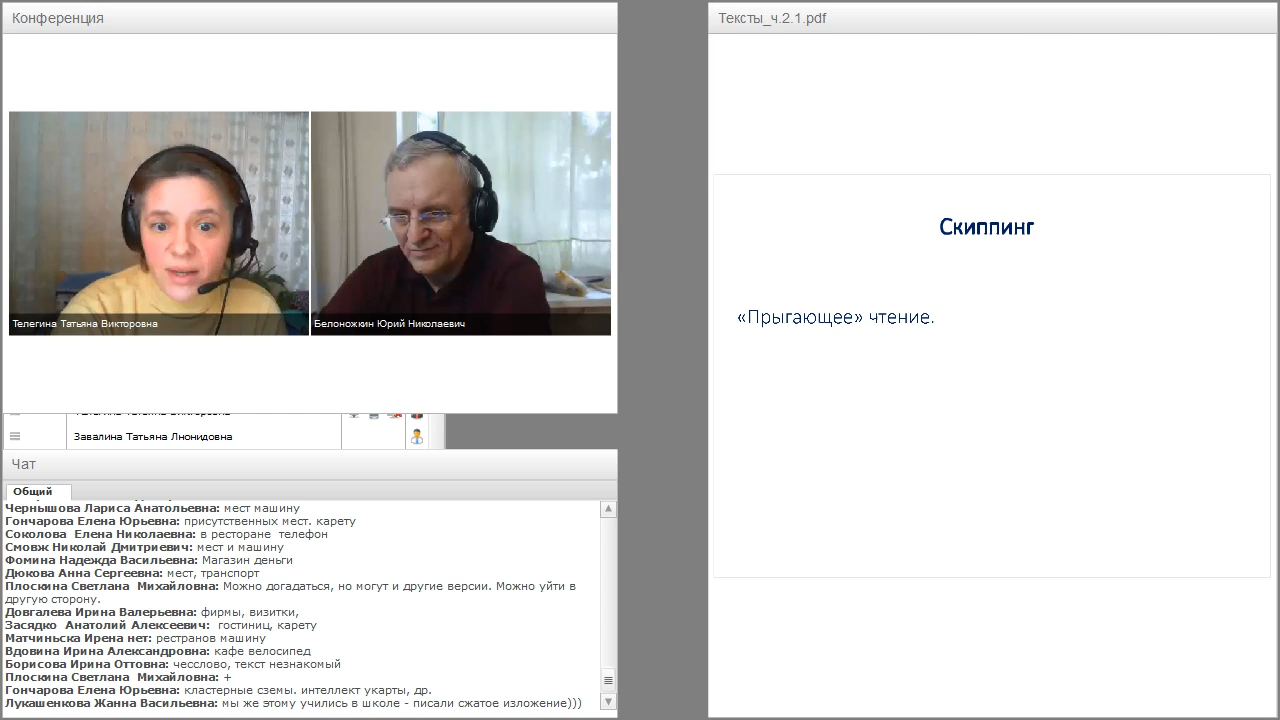 Конференция
Телегина Татьяна Викторовна
Белоножкин Юрий Николаевич
Завалина Татьяна Лнонидовна
Чат
Общий
Чернышова Лариса Анатольевна: мест машину
Гончарова Елена Юрьевна: присутственных мест. карету
Соколова  Елена Николаевна: в ресторане  телефон
Смовж Николай Дмитриевич: мест и машину
Фомина Надежда Васильевна: Магазин деньги
Дюкова Анна Сергеевна: мест, транспорт
Плоскина Светлана  Михайловна: Можно догадаться, но могут и другие версии. Можно уйти в
другую сторону.
Довгалева Ирина Валерьевна: фирмы, визитки,
Засядко  Анатолий Алексеевич:  гостиниц, карету
Матчиньска Ирена нет: рестранов машину
Вдовина Ирина Александровна: кафе велосипед
Борисова Ирина Оттовна: чесслово, текст незнакомый
Плоскина Светлана  Михайловна: +
Гончарова Елена Юрьевна: кластерные сземы. интеллект укарты, др.
Лукашенкова Жанна Васильевна: мы же этому учились в школе - писали сжатое изложение)))
Тексты_ч.2.1.pdf
Скиппинг
«Прыгающее» чтение.